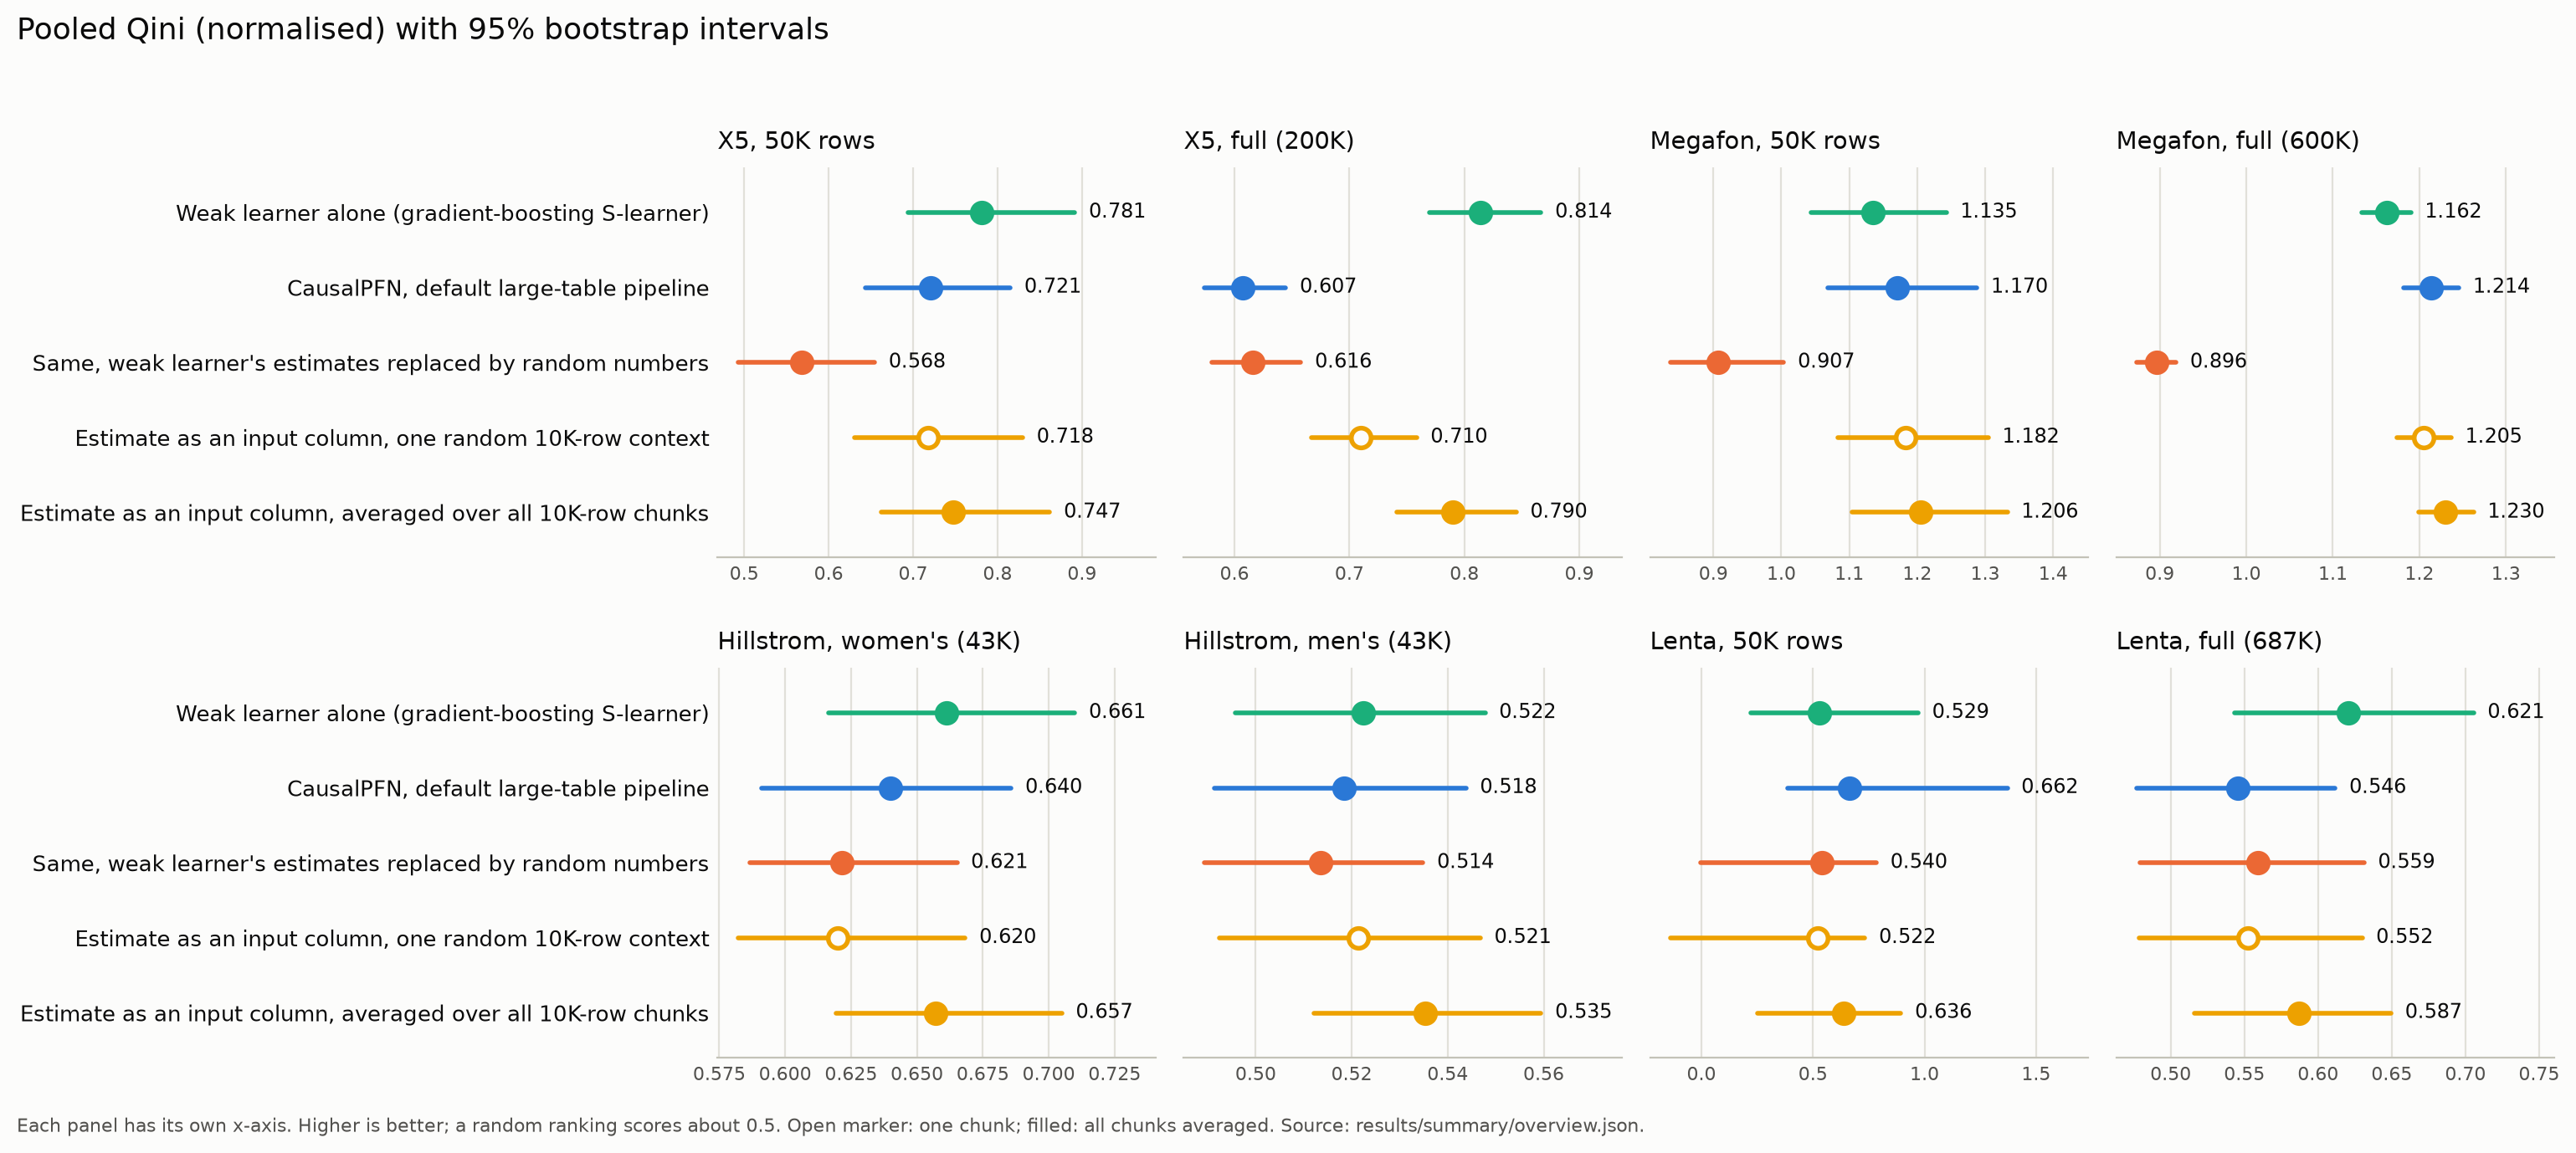 Pooled Qini (normalised) with 95% bootstrap intervals
X5, 50K rows
X5, full (200K)
Megafon, 50K rows
Megafon, full (600K)
Weak learner alone (gradient-boosting S-learner)
0.781
0.814
1.135
1.162
CausalPFN, default large-table pipeline
0.721
0.607
1.170
1.214
Same, weak learner's estimates replaced by random numbers
0.568
0.616
0.907
0.896
Estimate as an input column, one random 10K-row context
0.718
0.710
1.182
1.205
Estimate as an input column, averaged over all 10K-row chunks
0.747
0.790
1.206
1.230
0.5 0.6 0.7 0.8 0.9
0.6 0.7 0.8 0.9
0.9 1.0 1.1 1.2 1.3 1.4
0.9 1.0 1.1 1.2 1.3
Hillstrom, women's (43K)
Hillstrom, men's (43K)
Lenta, 50K rows
Lenta, full (687K)
Weak learner alone (gradient-boosting S-learner)
0.661
0.522
0.529
0.621
CausalPFN, default large-table pipeline
0.640
0.518
0.662
0.546
Same, weak learner's estimates replaced by random numbers
0.621
0.514
0.540
0.559
Estimate as an input column, one random 10K-row context
0.620
0.521
0.522
0.552
Estimate as an input column, averaged over all 10K-row chunks
0.657
0.535
0.636
0.587
0.575 0.600 0.625 0.650 0.675 0.700 0.725
0.50 0.52 0.54 0.56
0.0 0.5 1.0 1.5
0.50 0.55 0.60 0.65 0.70 0.75
Each panel has its own x-axis. Higher is better; a random ranking scores about 0.5. Open marker: one chunk; filled: all chunks averaged. Source: results/summary/overview.json.